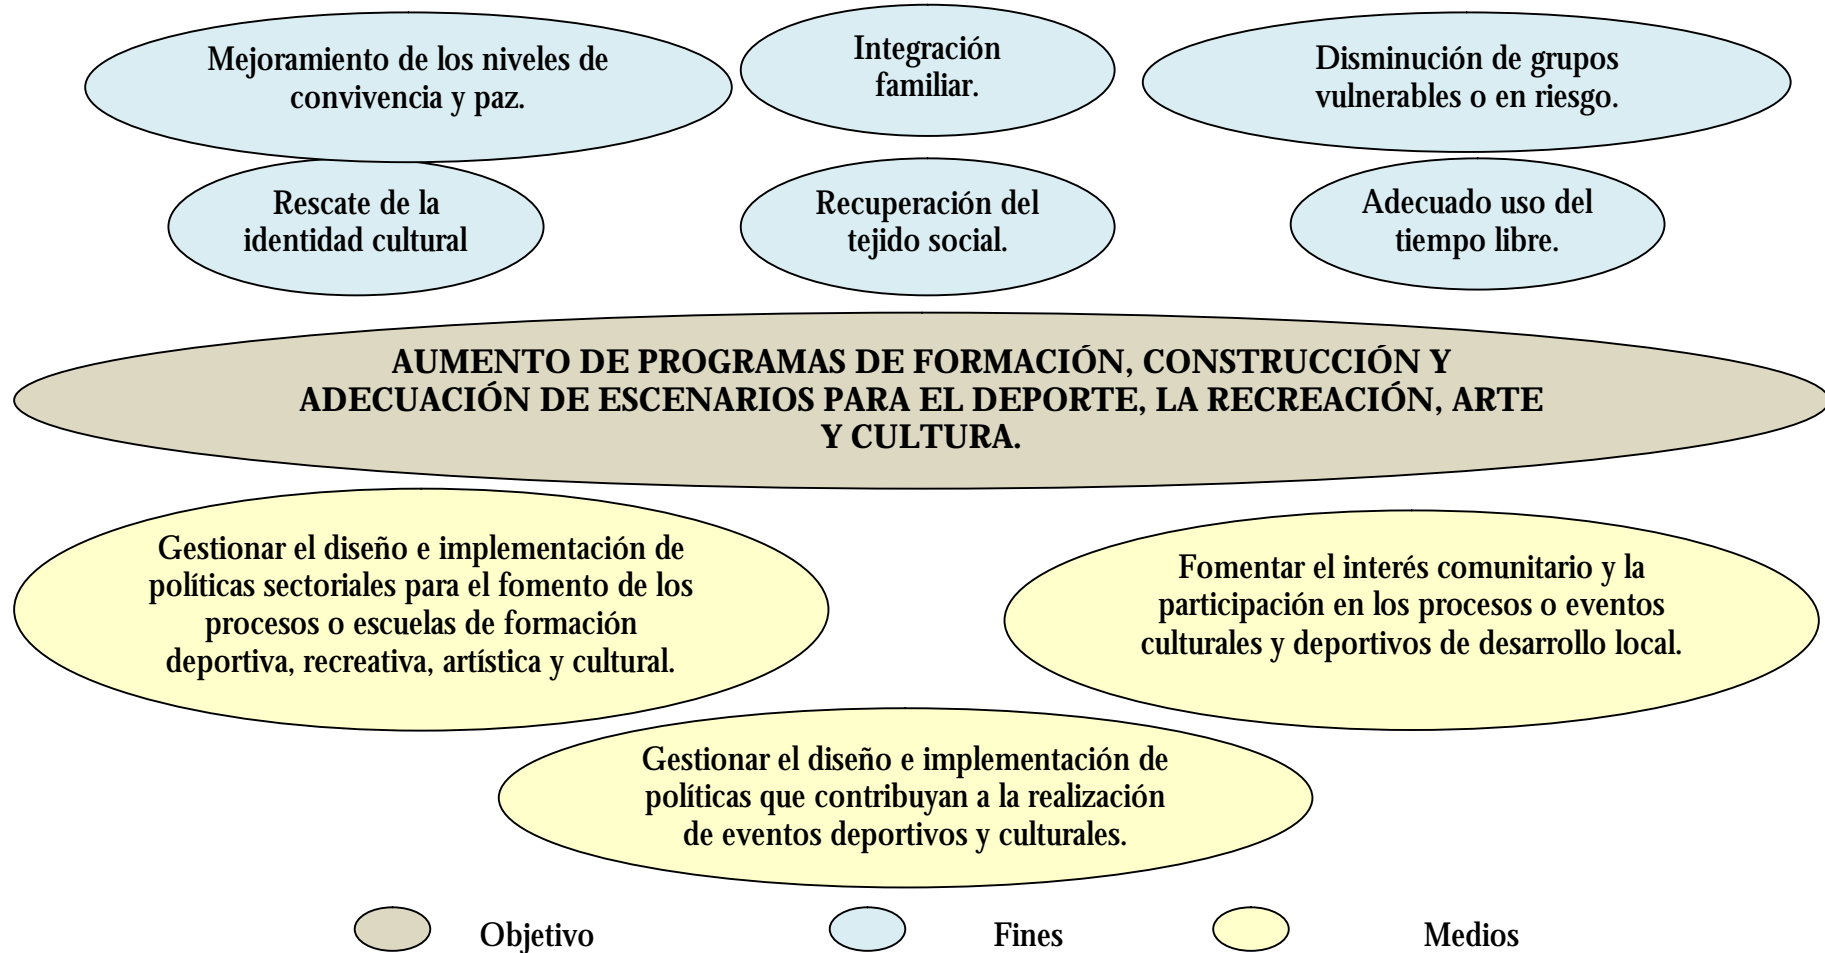 Mejoramiento de los niveles de
convivencia y paz.
Integración
familiar.
Disminución de grupos
vulnerables o en riesgo.
Rescate de la
identidad cultural
Recuperación del
tejido social.
Adecuado uso del
tiempo libre.
AUMENTO DE PROGRAMAS DE FORMACIÓN, CONSTRUCCIÓN Y
ADECUACIÓN DE ESCENARIOS PARA EL DEPORTE, LA RECREACIÓN, ARTE
Y CULTURA.
Gestionar el diseño e implementación de
políticas sectoriales para el fomento de los
procesos o escuelas de formación
deportiva, recreativa, artística y cultural.
Fomentar el interés comunitario y la
participación en los procesos o eventos
culturales y deportivos de desarrollo local.
Gestionar el diseño e implementación de
políticas que contribuyan a la realización
de eventos deportivos y culturales.
Objetivo
Fines
Medios